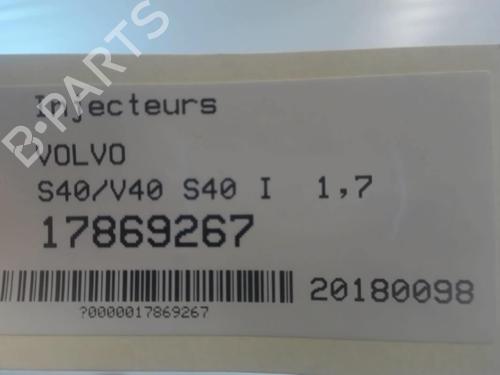 B-PARTS
Injecteurs
VOLVO
S40/V40 S40 I 1,7
17869267
20180098
?0000017869267